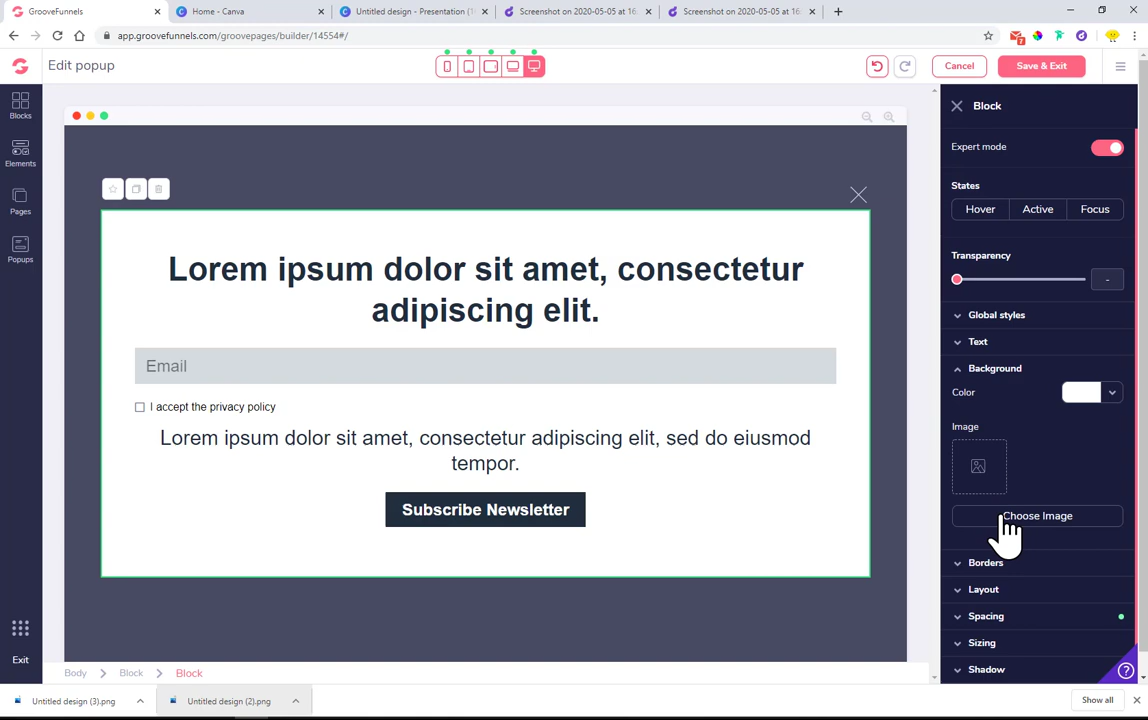 GrooveFunnels
Home - Canva
Untitled design - Presentation (1
Screenshot on 2020-05-05 at 16:
Screenshot on 2020-05-05 at 16:
app.groovefunnels.com/groovepages/builder/14554#/
7
Edit popup
Cancel
Save & Exit
Blocks
Elements
Pages
Popups
Exit
Lorem ipsum dolor sit amet, consectetur
adipiscing elit.
Email
I accept the privacy policy
Lorem ipsum dolor sit amet, consectetur adipiscing elit, sed do eiusmod
tempor.
Subscribe Newsletter
Block
Expert mode
States
Hover
Active
Focus
Transparency
-
Global styles
Text
Background
Color
Image
Choose Image
Borders
Layout
Spacing
Sizing
Shadow
Body
Block
Block
Untitled design (3).png
Untitled design (2).png
Show all